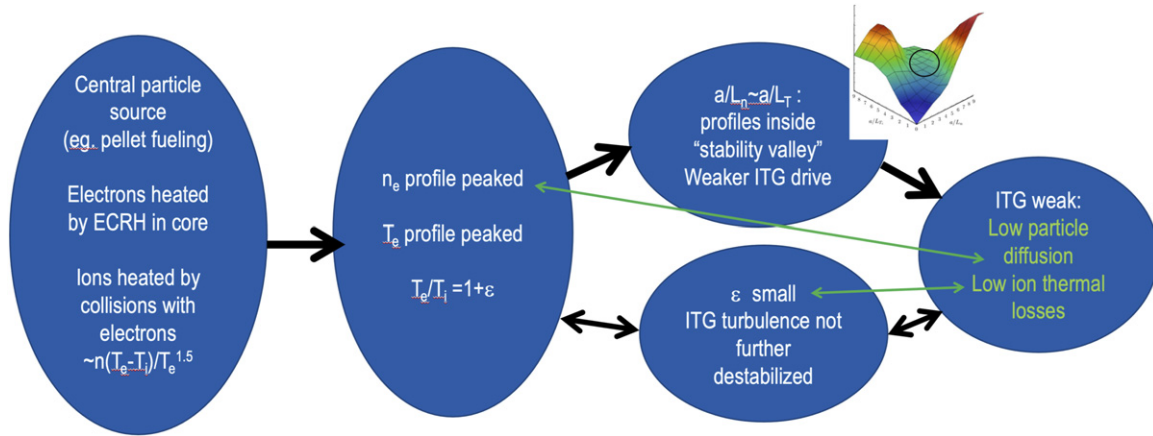 Central particle
source
(eg. pellet fueling)
Electrons heated
by ECRH in core
Ions heated by
collisions with
electrons
~n(Te-Ti)/Te^1.5
ne profile peaked
Te profile peaked
Te/Ti =1+ε
a/Ln~a/LT :
profiles inside
“stability valley”
Weaker ITG drive
ε small
ITG turbulence not
further
destabilized
ITG weak:
Low particle
diffusion
Low ion thermal
losses